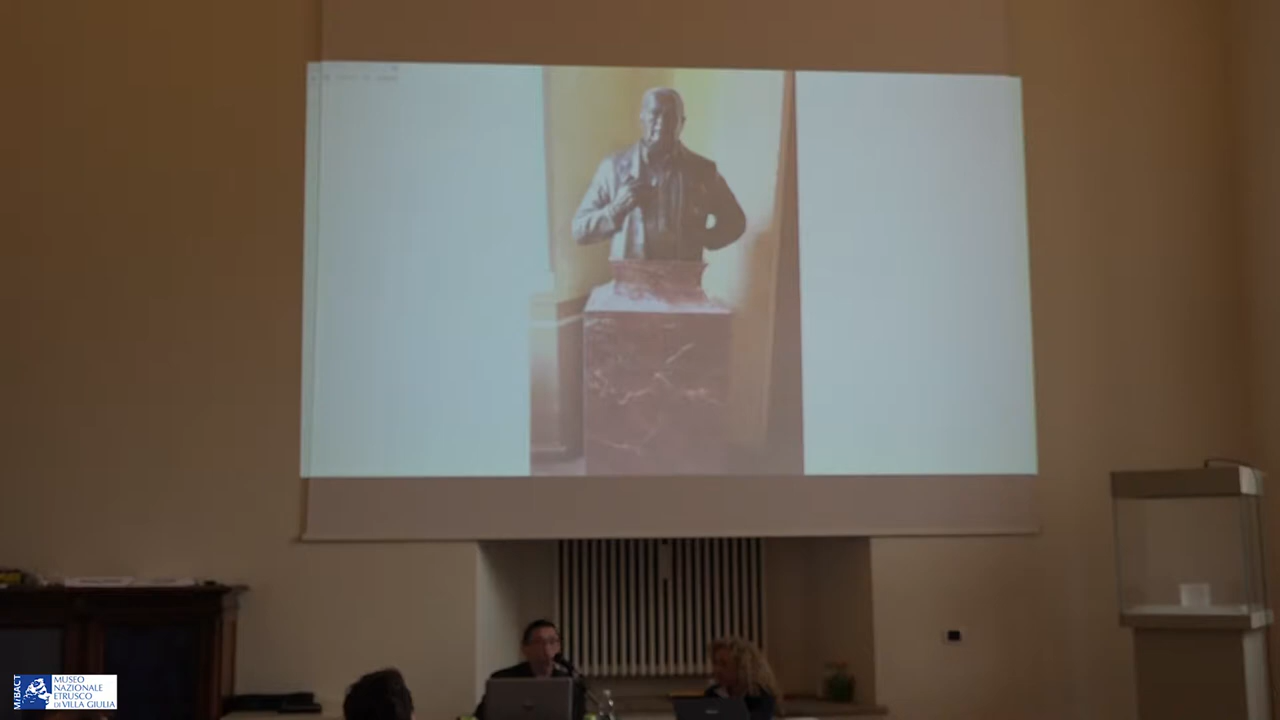 MiBACT
MUSEO
NAZIONALE
ETRUSCO
DI VILLA GIULIA